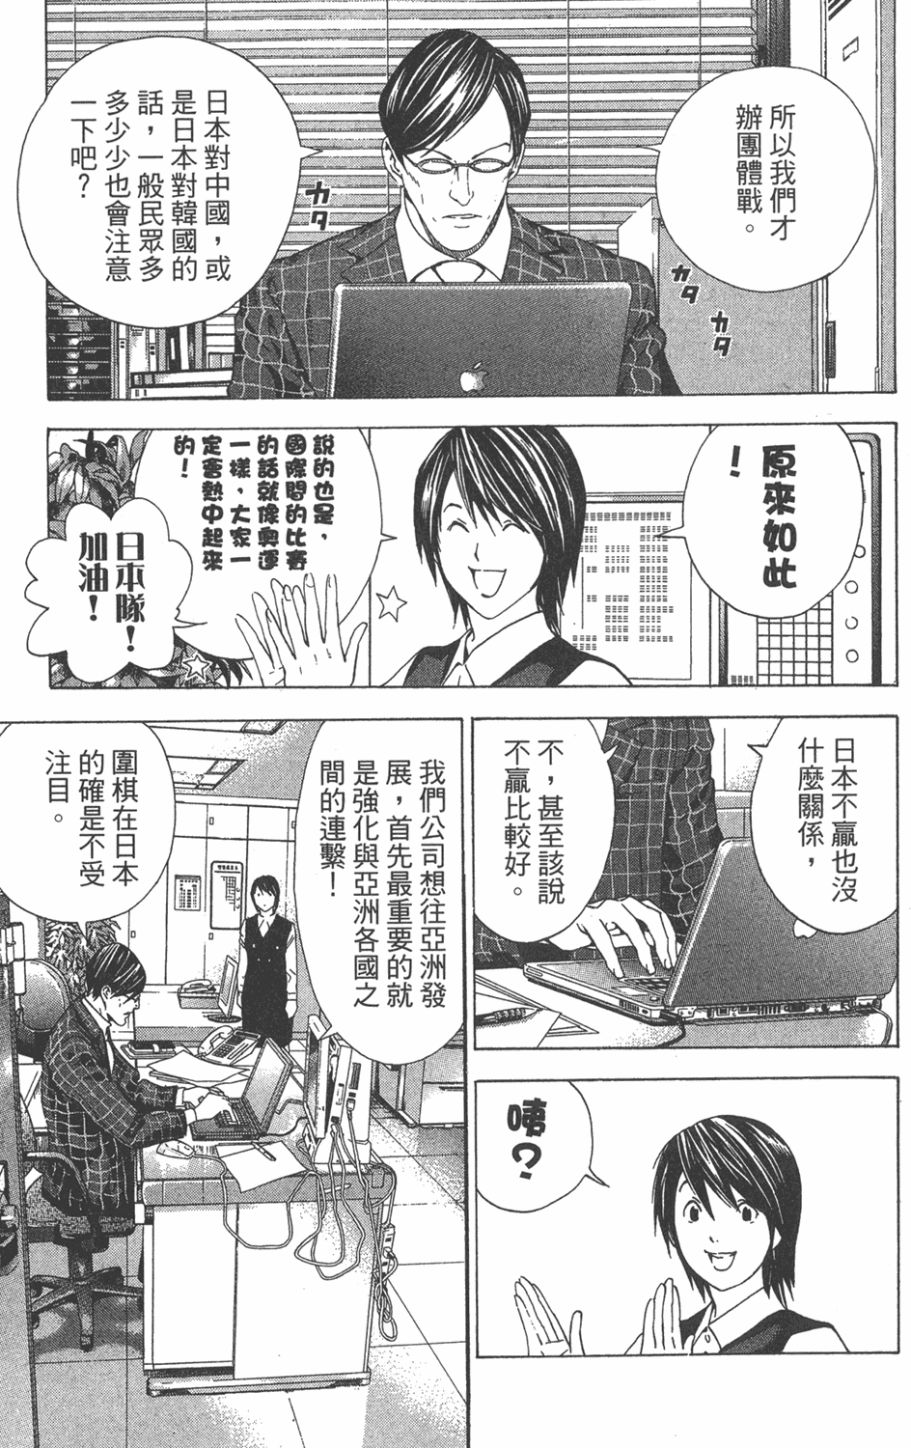 所以我們才
辦團體戰。
カタ
カタ
カタ
日本對中國，或
是日本對韓國的
話，一般民眾多
多少少也會注意
一下吧？
原來如此
！
說的也是，
國際間的比賽
的話就像奧運
一樣，大家一
定會熱中起來
的！
日本隊！
加油！
日本不贏也沒
什麼關係，
不，甚至該說
不贏比較好。
咦？
我們公司想往亞洲發
展，首先最重要的就
是強化與亞洲各國之
間的連繫！
圍棋在日本
的確是不受
注目。